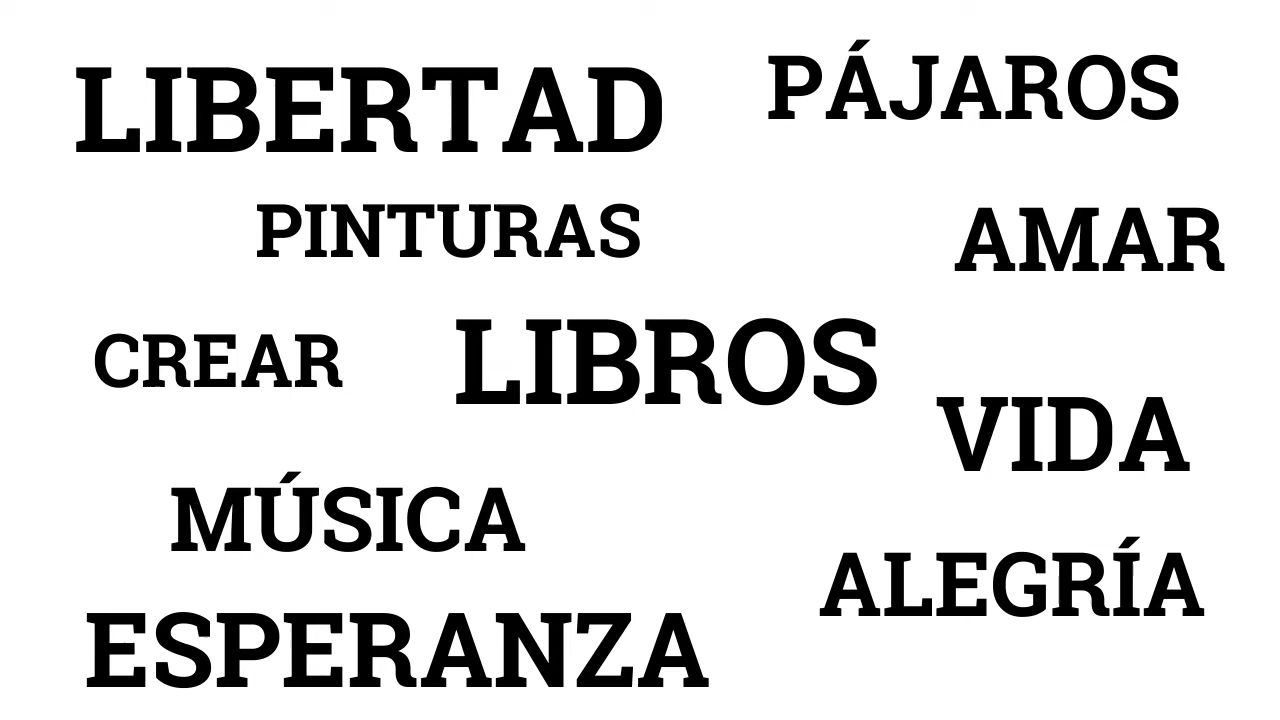 LIBERTAD
PÁJAROS
PINTURAS
AMAR
CREAR
LIBROS
VIDA
MÚSICA
ALEGRÍA
ESPERANZA